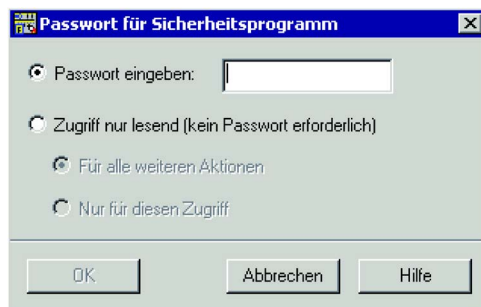 Passwort für Sicherheitsprogramm
Passwort eingeben:
Zugriff nur lesend (kein Passwort erforderlich)
Für alle weiteren Aktionen
Nur für diesen Zugriff
OK Abbrechen Hilfe